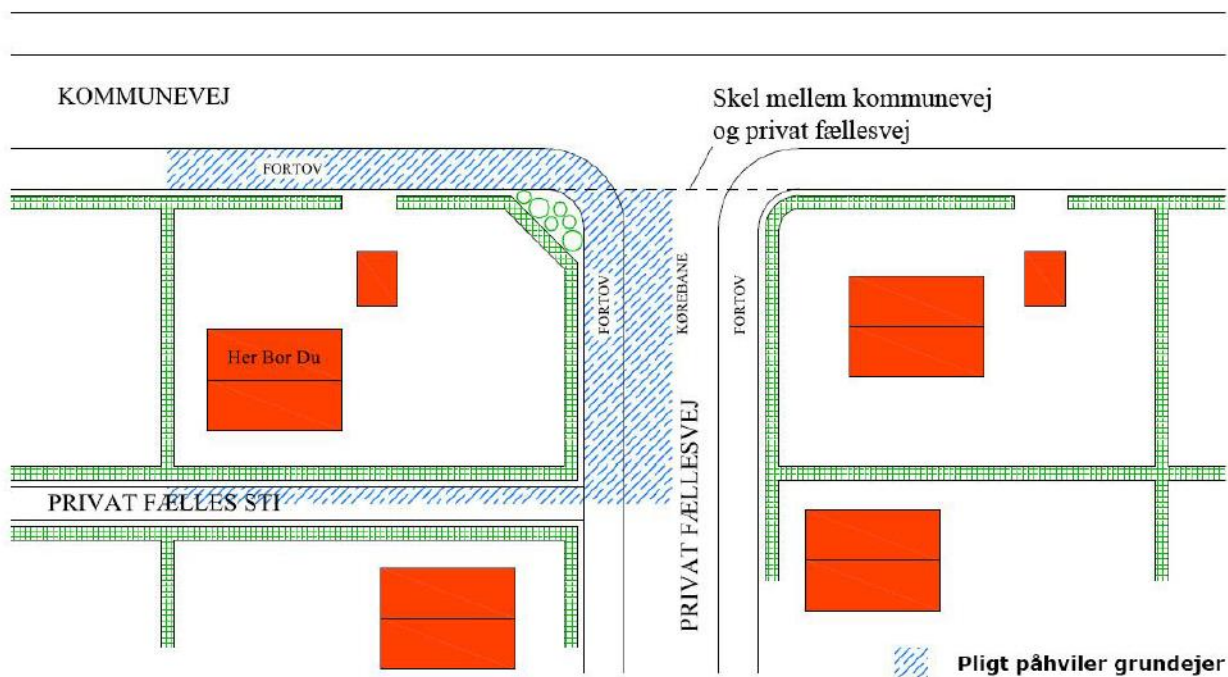 KOMMUNEVEJ
Skel mellem kommunevej
og privat fællesvej
FORTOV
FORTOV
KØREBANE
FORTOV
Her Bor Du
PRIVAT FÆLLESVEJ
PRIVAT FÆLLES STI
Pligt påhviler grundejer